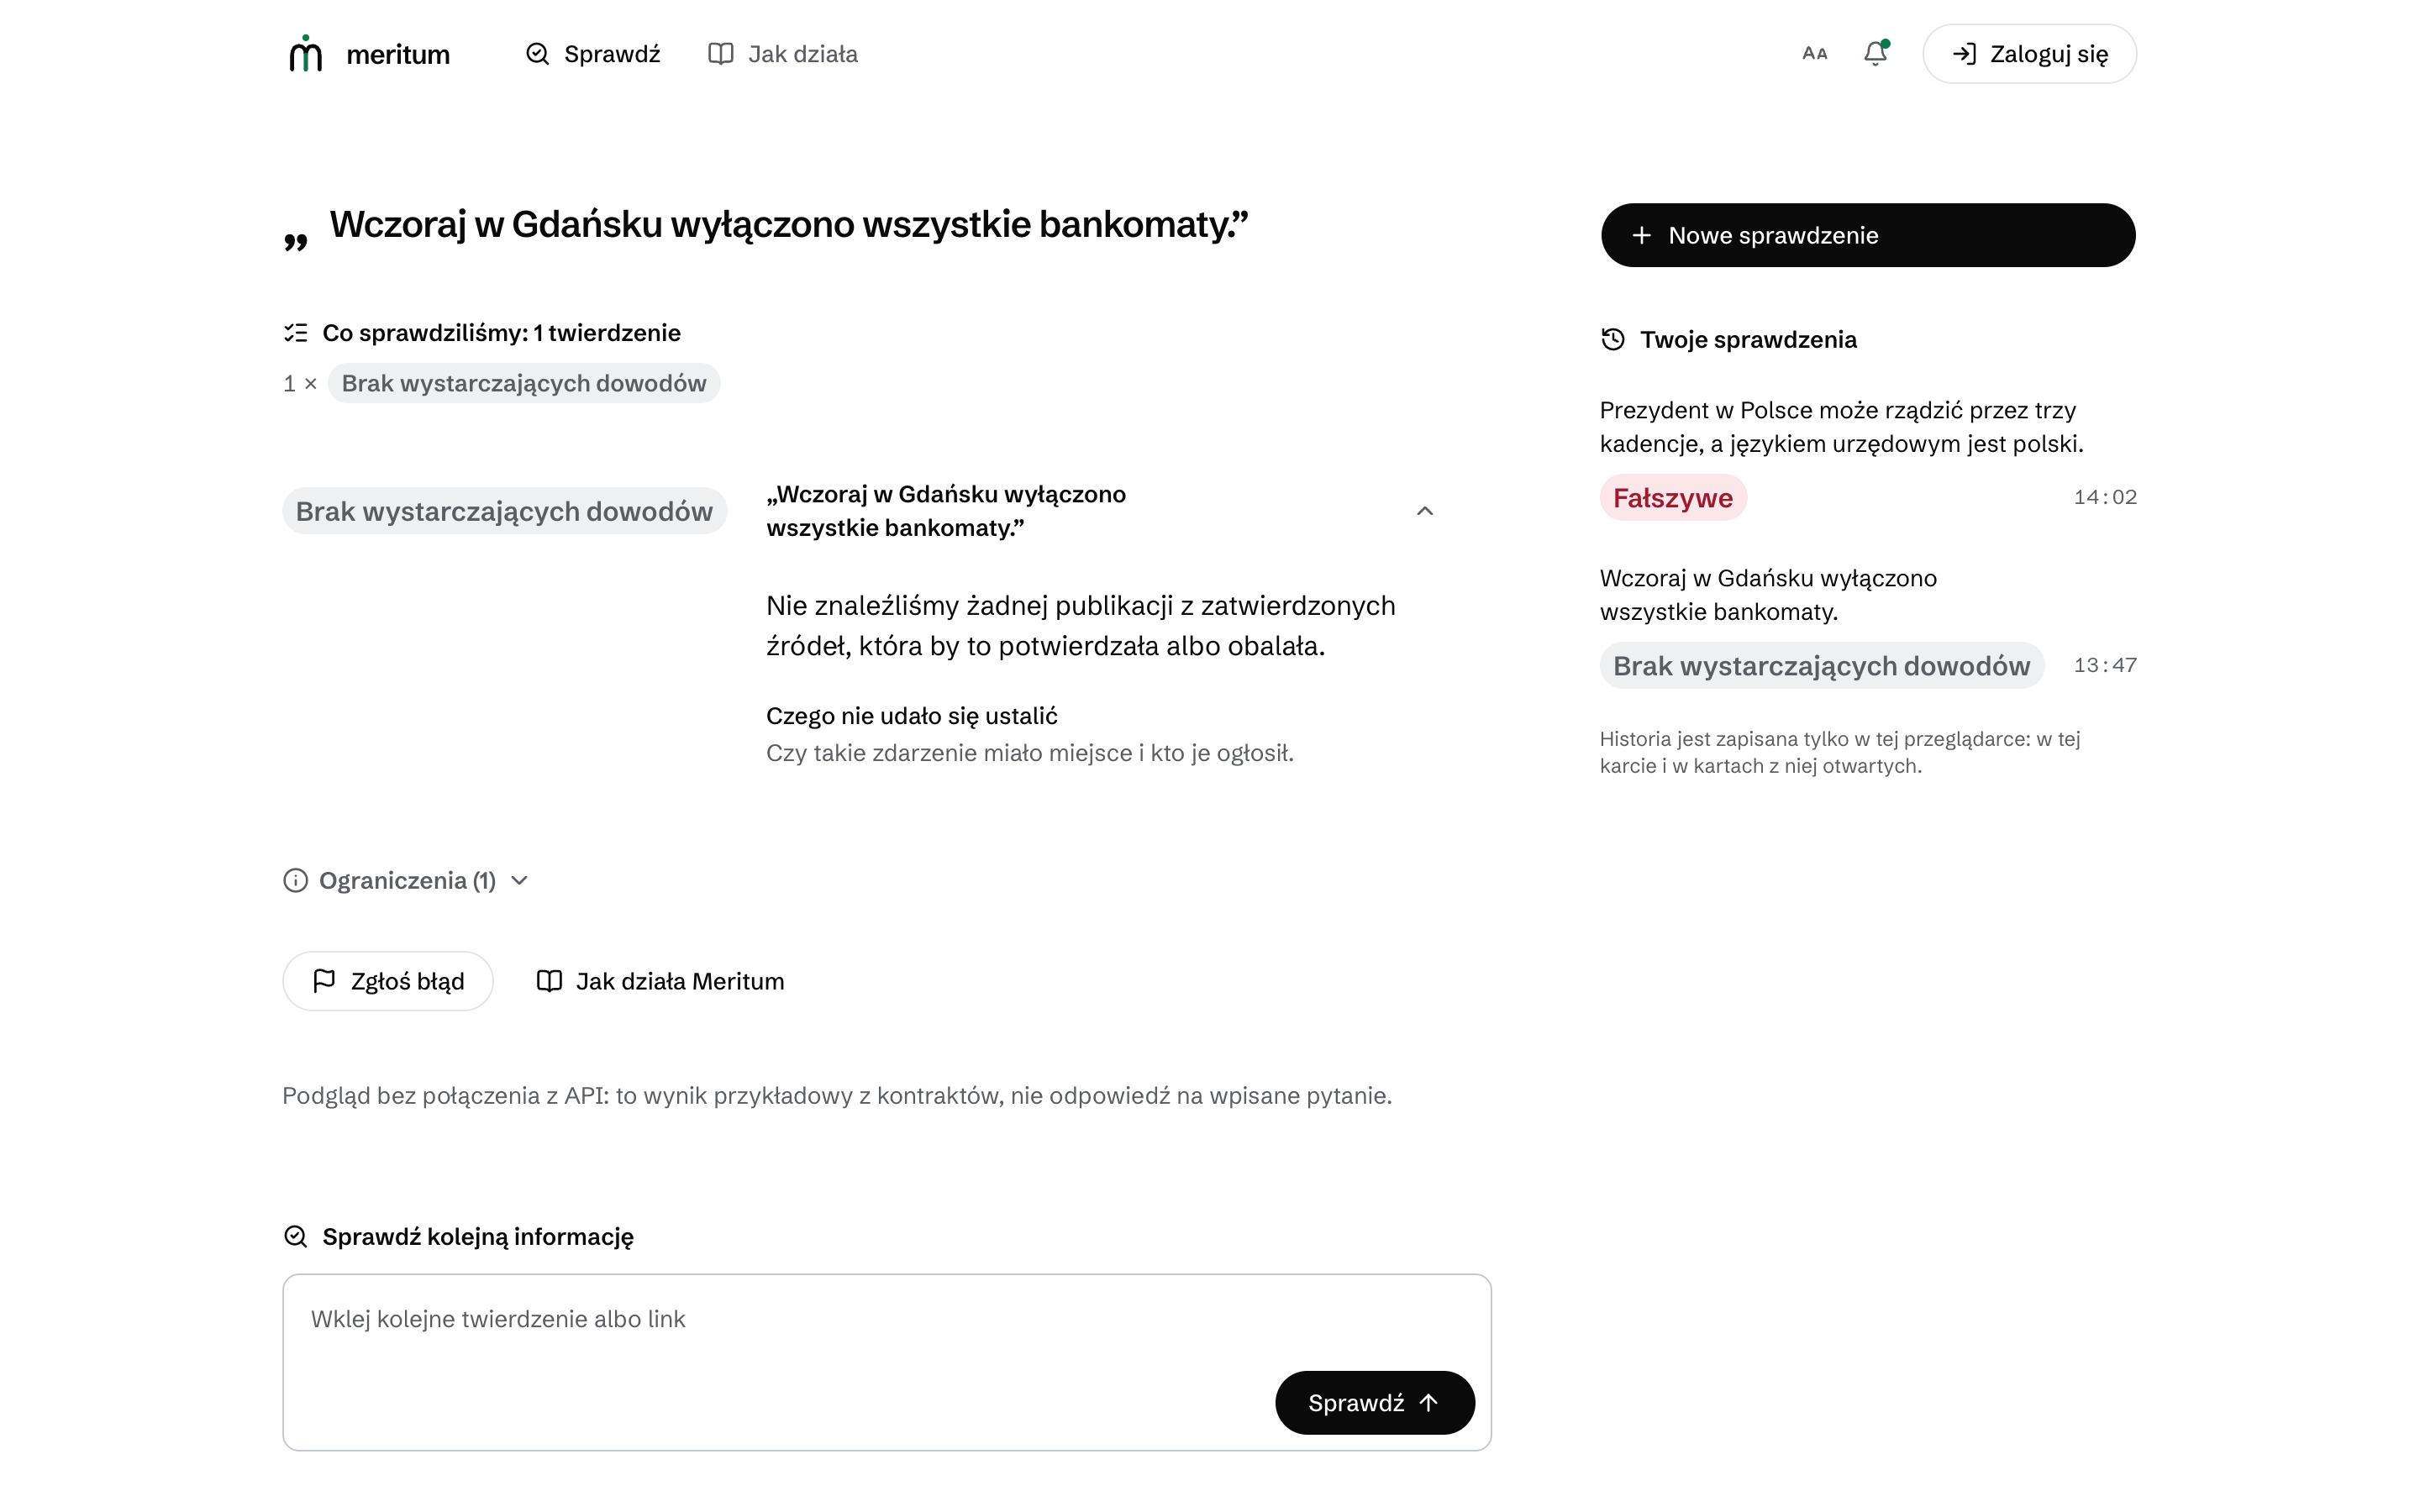 meritum
Sprawdź
Jak działa
AA
Zaloguj się
„Wczoraj w Gdańsku wyłączono wszystkie bankomaty.”
Co sprawdziliśmy: 1 twierdzenie
1 × Brak wystarczających dowodów
Brak wystarczających dowodów
„Wczoraj w Gdańsku wyłączono
wszystkie bankomaty.”
Nie znaleźliśmy żadnej publikacji z zatwierdzonych
źródeł, która by to potwierdzała albo obalała.
Czego nie udało się ustalić
Czy takie zdarzenie miało miejsce i kto je ogłosił.
Ograniczenia (1)
Zgłoś błąd
Jak działa Meritum
Podgląd bez połączenia z API: to wynik przykładowy z kontraktów, nie odpowiedź na wpisane pytanie.
Sprawdź kolejną informację
Wklej kolejne twierdzenie albo link
Sprawdź
Nowe sprawdzenie
Twoje sprawdzenia
Prezydent w Polsce może rządzić przez trzy
kadencje, a językiem urzędowym jest polski.
Fałszywe 14:02
Wczoraj w Gdańsku wyłączono
wszystkie bankomaty.
Brak wystarczających dowodów 13:47
Historia jest zapisana tylko w tej przeglądarce: w tej
karcie i w kartach z niej otwartych.